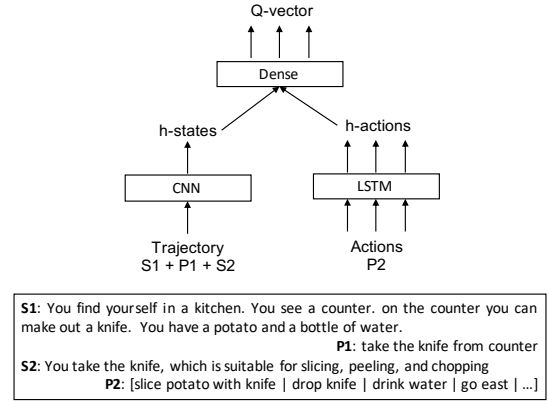 Q-vector
Dense
h-states
h-actions
CNN
LSTM
Trajectory
S1 + P1 + S2
Actions
P2
S1: You find yourself in a kitchen. You see a counter. on the counter you can
make out a knife. You have a potato and a bottle of water.
P1: take the knife from counter
S2: You take the knife, which is suitable for slicing, peeling, and chopping
P2: [slice potato with knife | drop knife | drink water | go east | …]